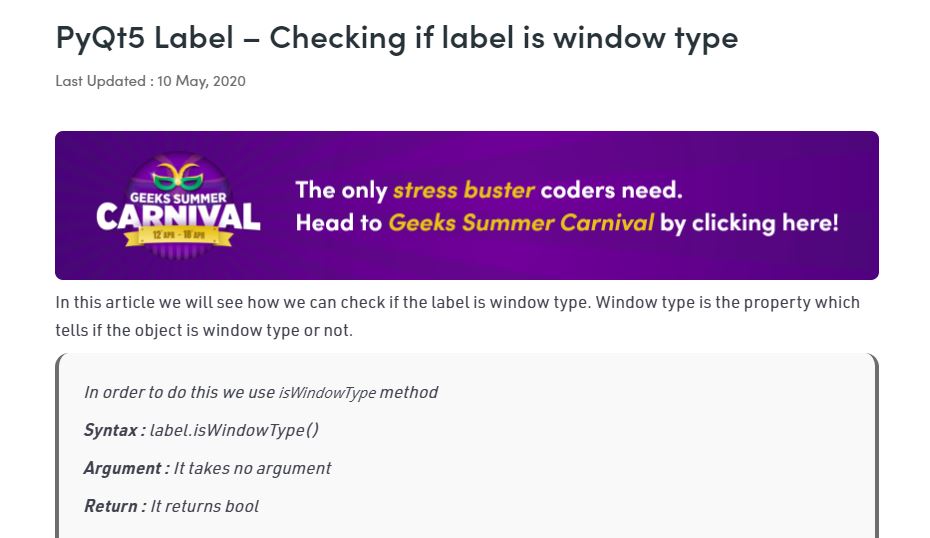 PyQt5 Label – Checking if label is window type
Last Updated : 10 May, 2020
GEEKS SUMMER
CARNIVAL
12 APR - 18 APR
The only stress buster coders need.
Head to Geeks Summer Carnival by clicking here!
In this article we will see how we can check if the label is window type. Window type is the property which
tells if the object is window type or not.
In order to do this we use isWindowType method
Syntax : label.isWindowType()
Argument : It takes no argument
Return : It returns bool